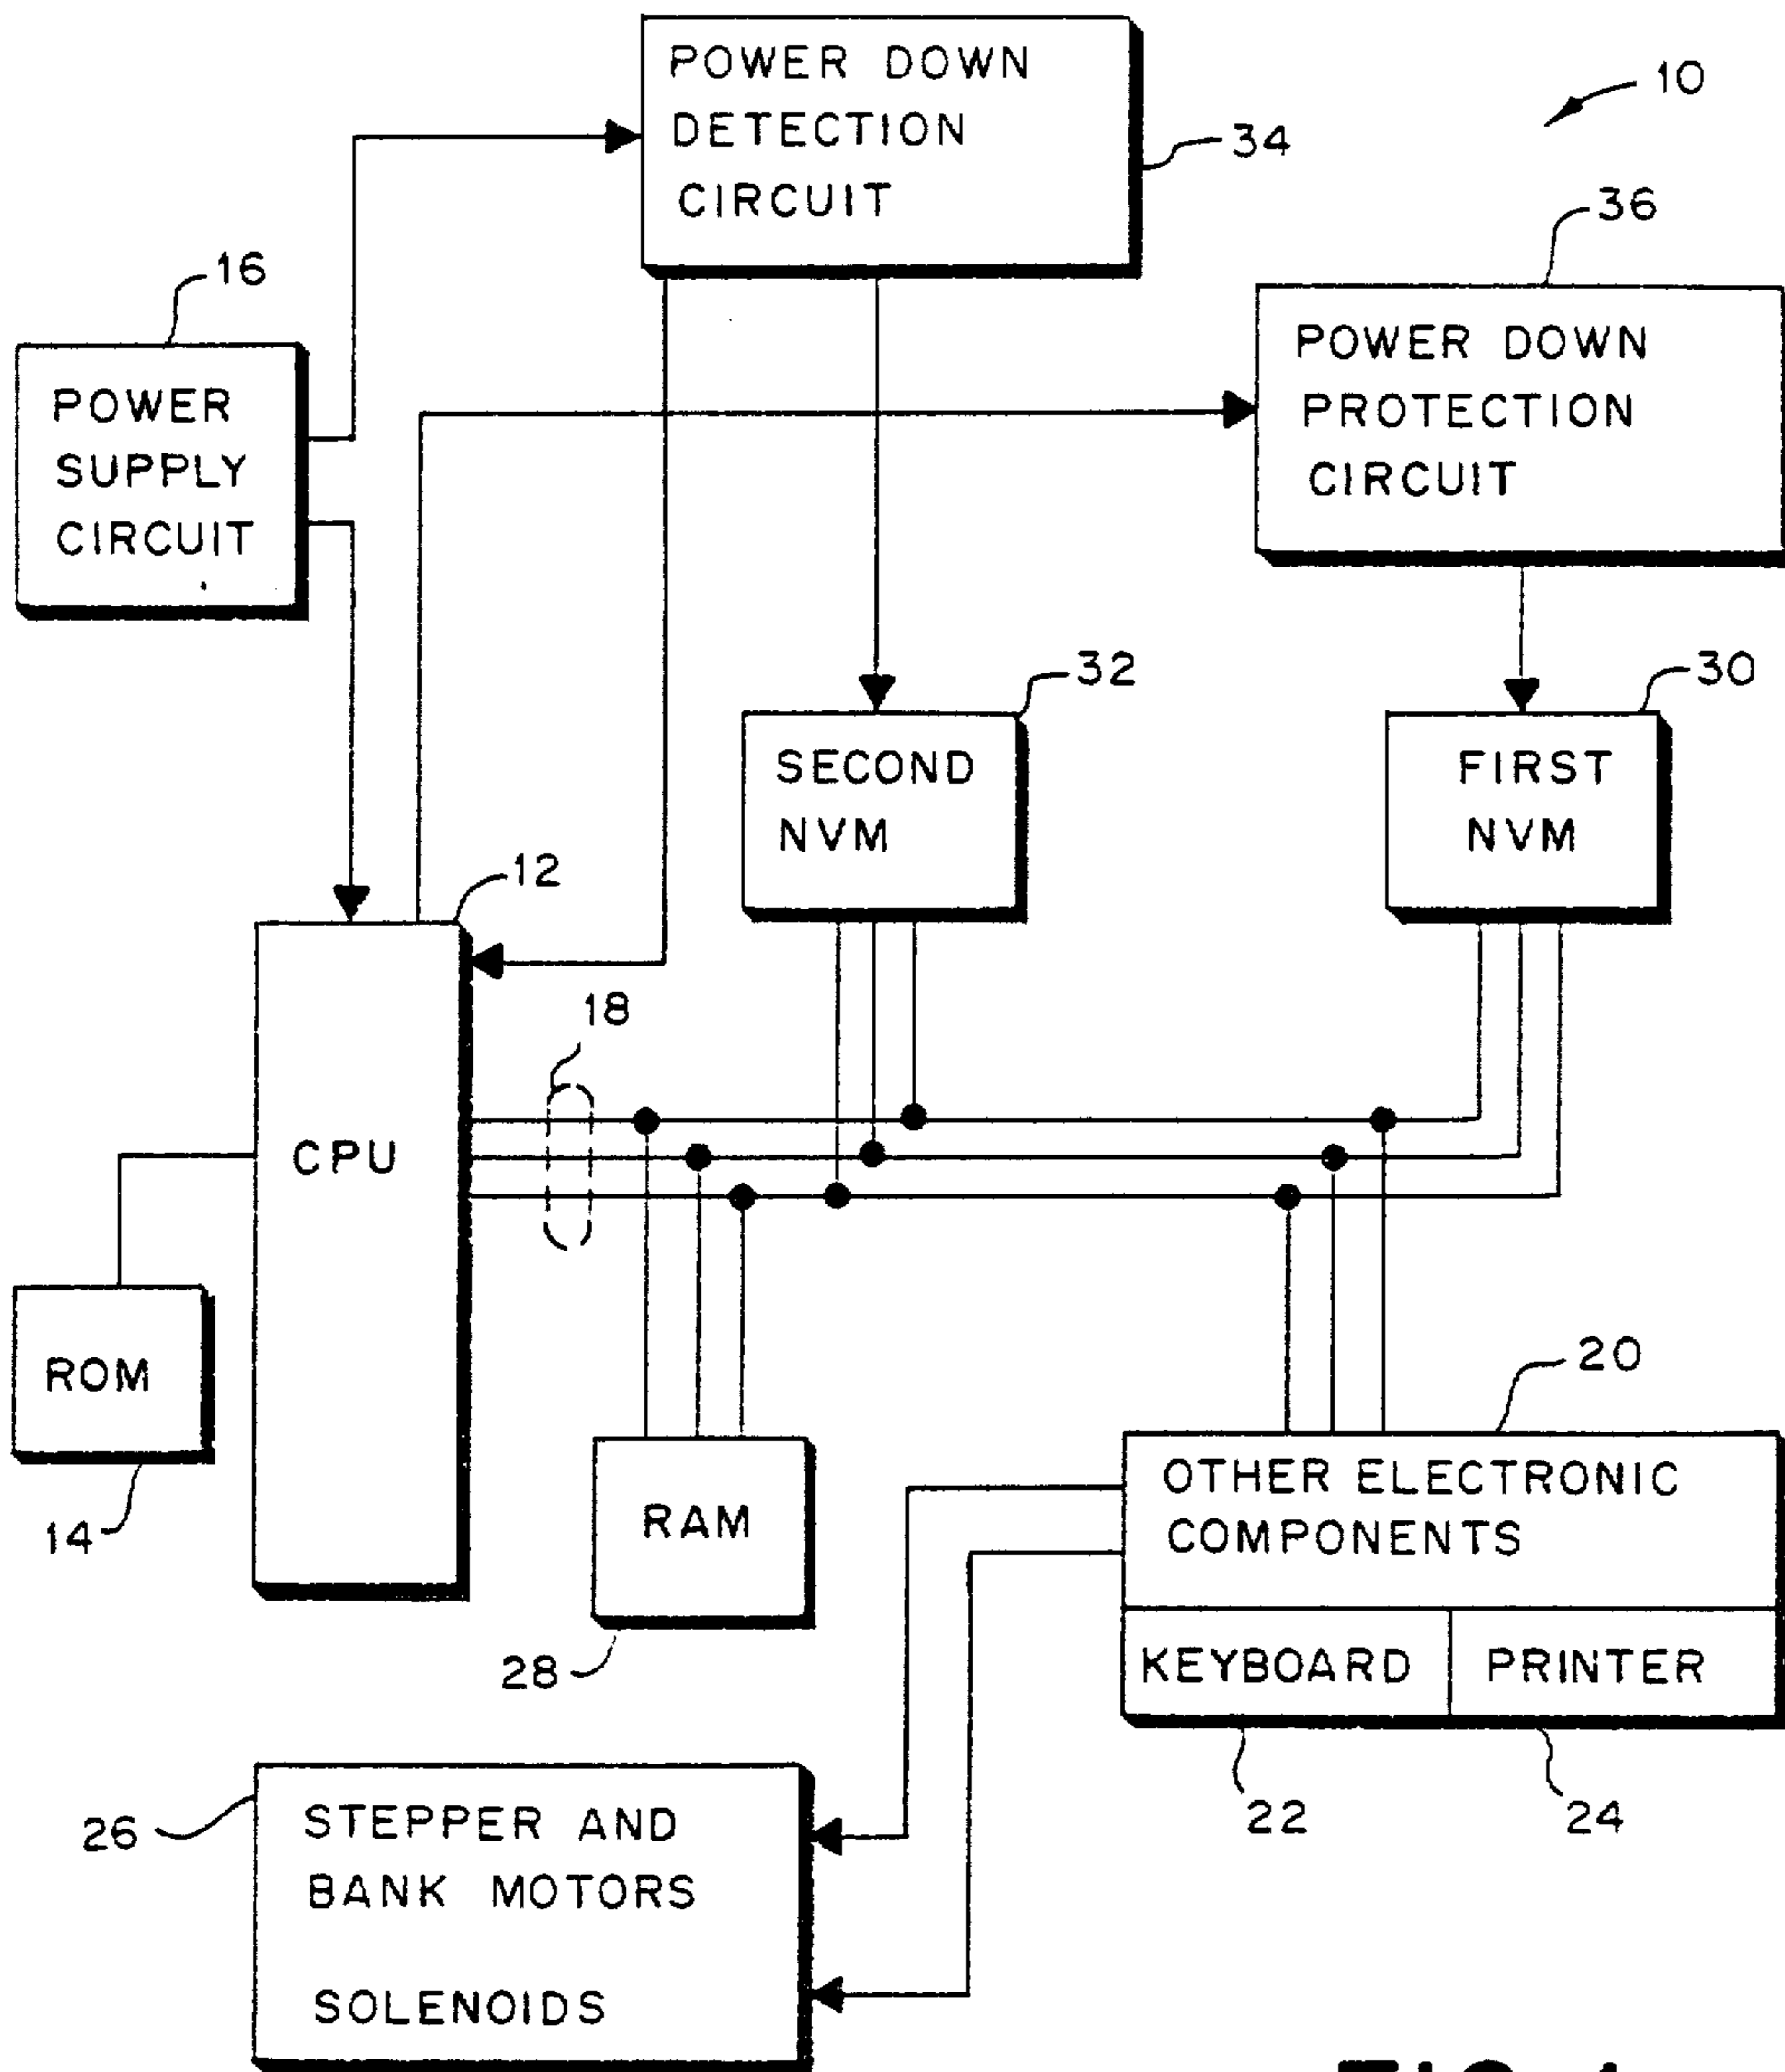 POWER DOWN
DETECTION
CIRCUIT
10
34
36
16
POWER
SUPPLY
CIRCUIT
POWER DOWN
PROTECTION
CIRCUIT
32
30
SECOND
NVM
FIRST
NVM
12
18
CPU
ROM
14
20
RAM
28
OTHER ELECTRONIC
COMPONENTS
KEYBOARD
PRINTER
22
24
26
STEPPER AND
BANK MOTORS
SOLENOIDS